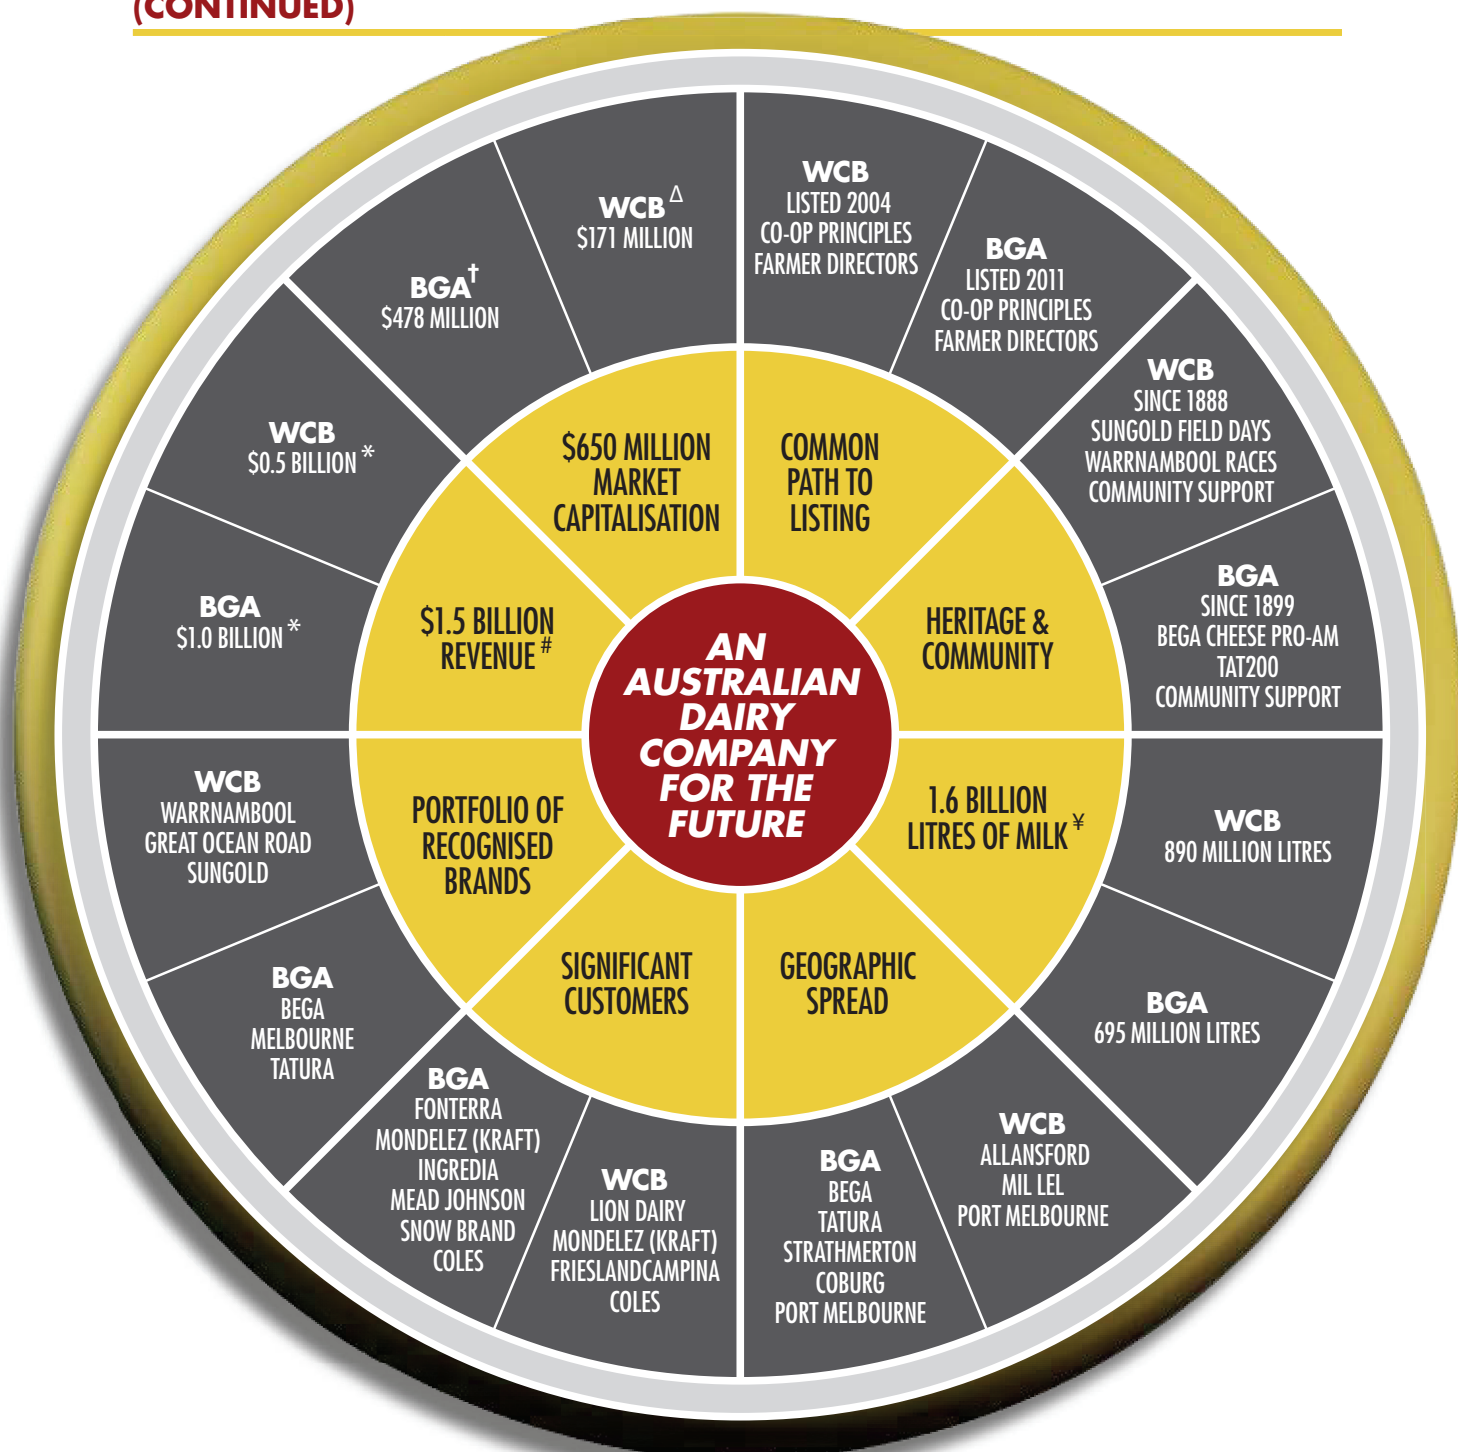 (CONTINUED)
WCB Δ
$171 MILLION
WCB
LISTED 2004
CO-OP PRINCIPLES
FARMER DIRECTORS
BGA
LISTED 2011
CO-OP PRINCIPLES
FARMER DIRECTORS
WCB
SINCE 1888
SUNGOLD FIELD DAYS
WARRNAMBOOL RACES
COMMUNITY SUPPORT
BGA
SINCE 1899
BEGA CHEESE PRO-AM
TAT200
COMMUNITY SUPPORT
WCB
890 MILLION LITRES
BGA
695 MILLION LITRES
WCB
ALLANSFORD
MIL LEL
PORT MELBOURNE
BGA
BEGA
TATURA
STRATHMERTON
COBURG
PORT MELBOURNE
WCB
LION DAIRY
MONDELEZ (KRAFT)
FRIESLANDCAMPINA
COLES
BGA
FONTERRA
MONDELEZ (KRAFT)
INGREDIA
MEAD JOHNSON
SNOW BRAND
COLES
BGA
BEGA
MELBOURNE
TATURA
WCB
WARRNAMBOOL
GREAT OCEAN ROAD
SUNGOLD
BGA
$1.0 BILLION *
WCB
$0.5 BILLION *
BGA†
$478 MILLION
$650 MILLION
MARKET
CAPITALISATION
COMMON
PATH TO
LISTING
HERITAGE &
COMMUNITY
1.6 BILLION
LITRES OF MILK ¥
GEOGRAPHIC
SPREAD
SIGNIFICANT
CUSTOMERS
PORTFOLIO OF
RECOGNISED
BRANDS
$1.5 BILLION
REVENUE #
AN
AUSTRALIAN
DAIRY
COMPANY
FOR THE
FUTURE